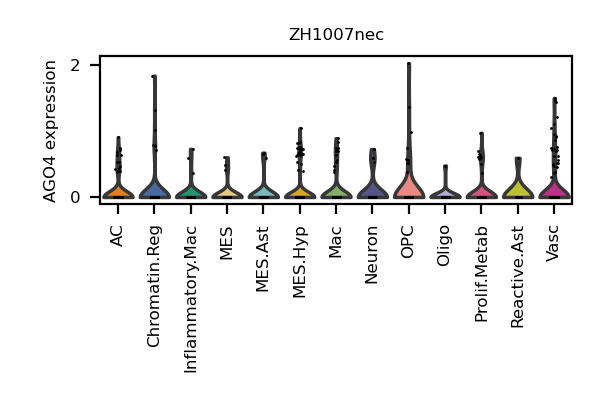 ZH1007nec
AGO4 expression
2
0
AC
Chromatin.Reg
Inflammatory.Mac
MES
MES.Ast
MES.Hyp
Mac
Neuron
OPC
Oligo
Prolif.Metab
Reactive.Ast
Vasc